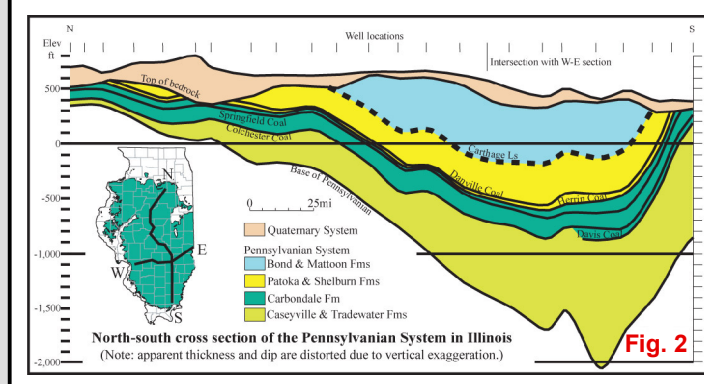 N
Well locations
S
Elev
ft
Intersection with W-E section
500
0
-500
-1,000
-1,500
-2,000
Top of bedrock
Springfield Coal
Colchester Coal
Base of Pennsylvanian
Carthage Ls
Danville Coal
Herrin Coal
Davis Coal
N
E
W
S
0 25mi
Quaternary System
Pennsylvanian System
Bond & Mattoon Fms
Patoka & Shelburn Fms
Carbondale Fm
Caseyville & Tradewater Fms
North-south cross section of the Pennsylvanian System in Illinois
(Note: apparent thickness and dip are distorted due to vertical exaggeration.)
Fig. 2